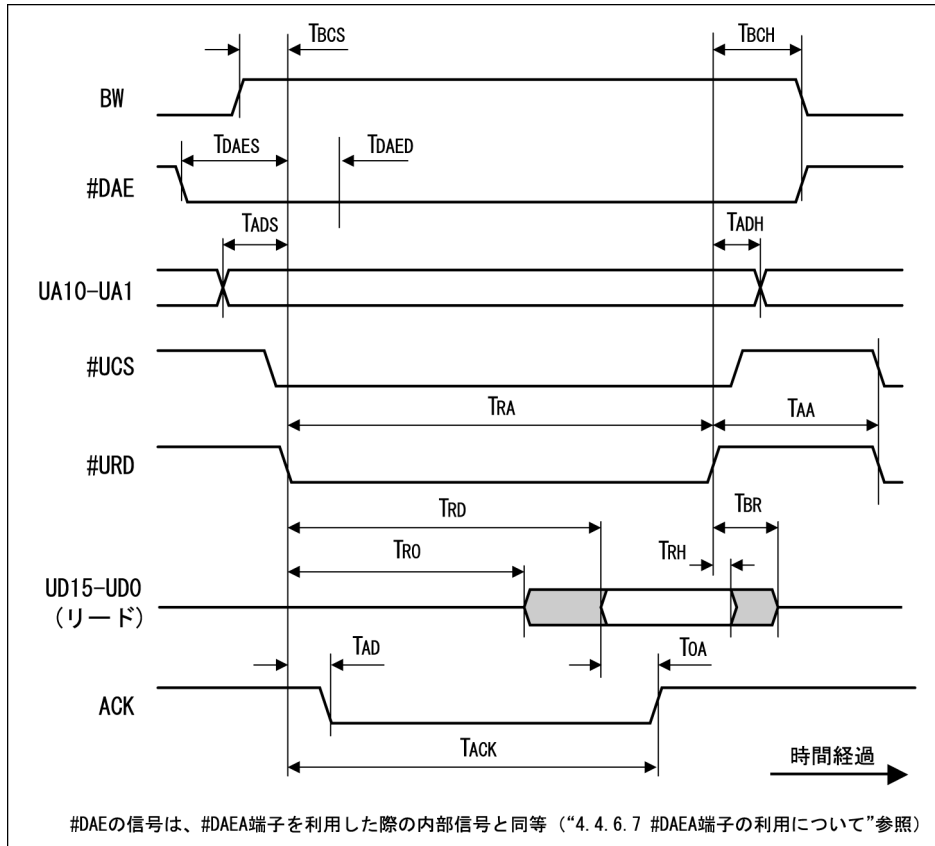 TBCS
TBCH
BW
TDAES
TDAED
#DAE
TADS
TADH
UA10-UA1
#UCS
TRA
TAA
#URD
TRD
TBR
TRO
TRH
UD15-UD0
(リード)
TAD
TOA
ACK
TACK
時間経過
#DAEの信号は、#DAEA端子を利用した際の内部信号と同等(“4.4.6.7 #DAEA端子の利用について”参照)